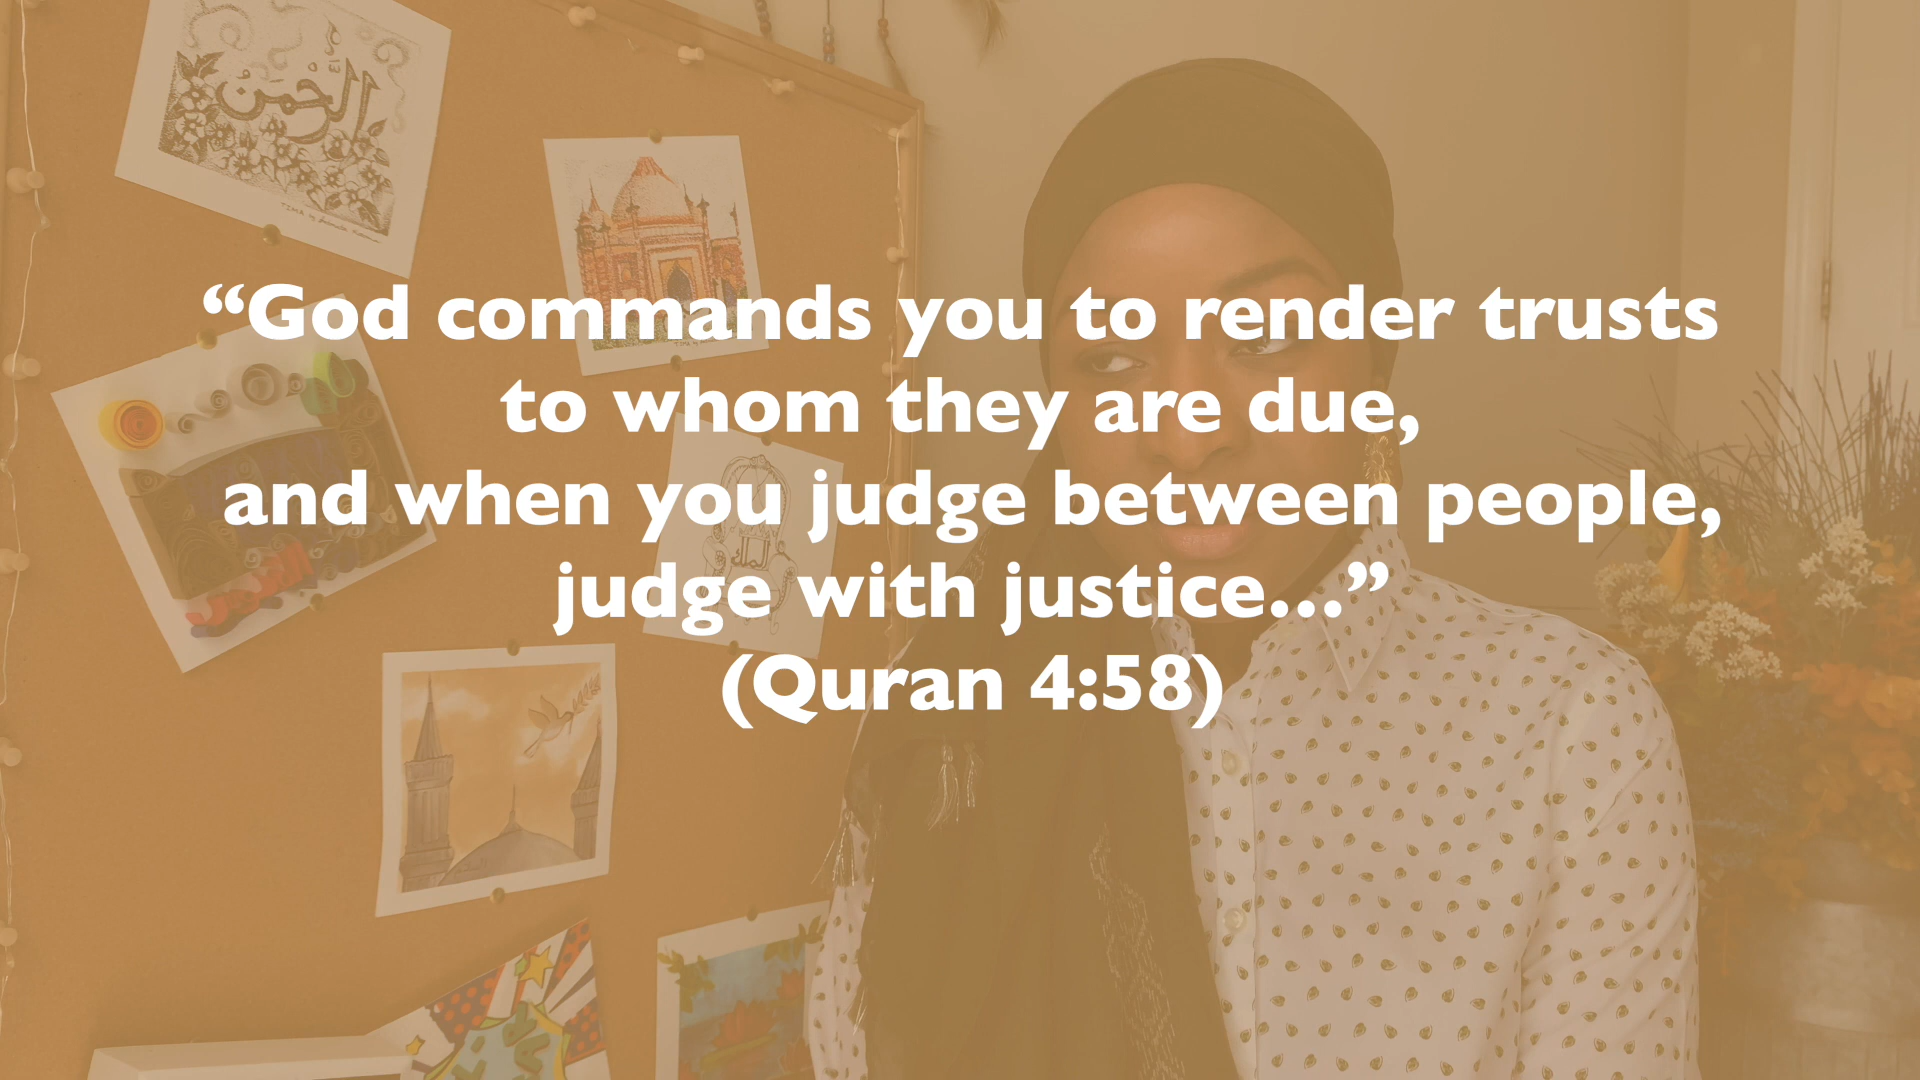 الرحمن
“God commands you to render trusts
to whom they are due,
and when you judge between people,
judge with justice...”
(Quran 4:58)